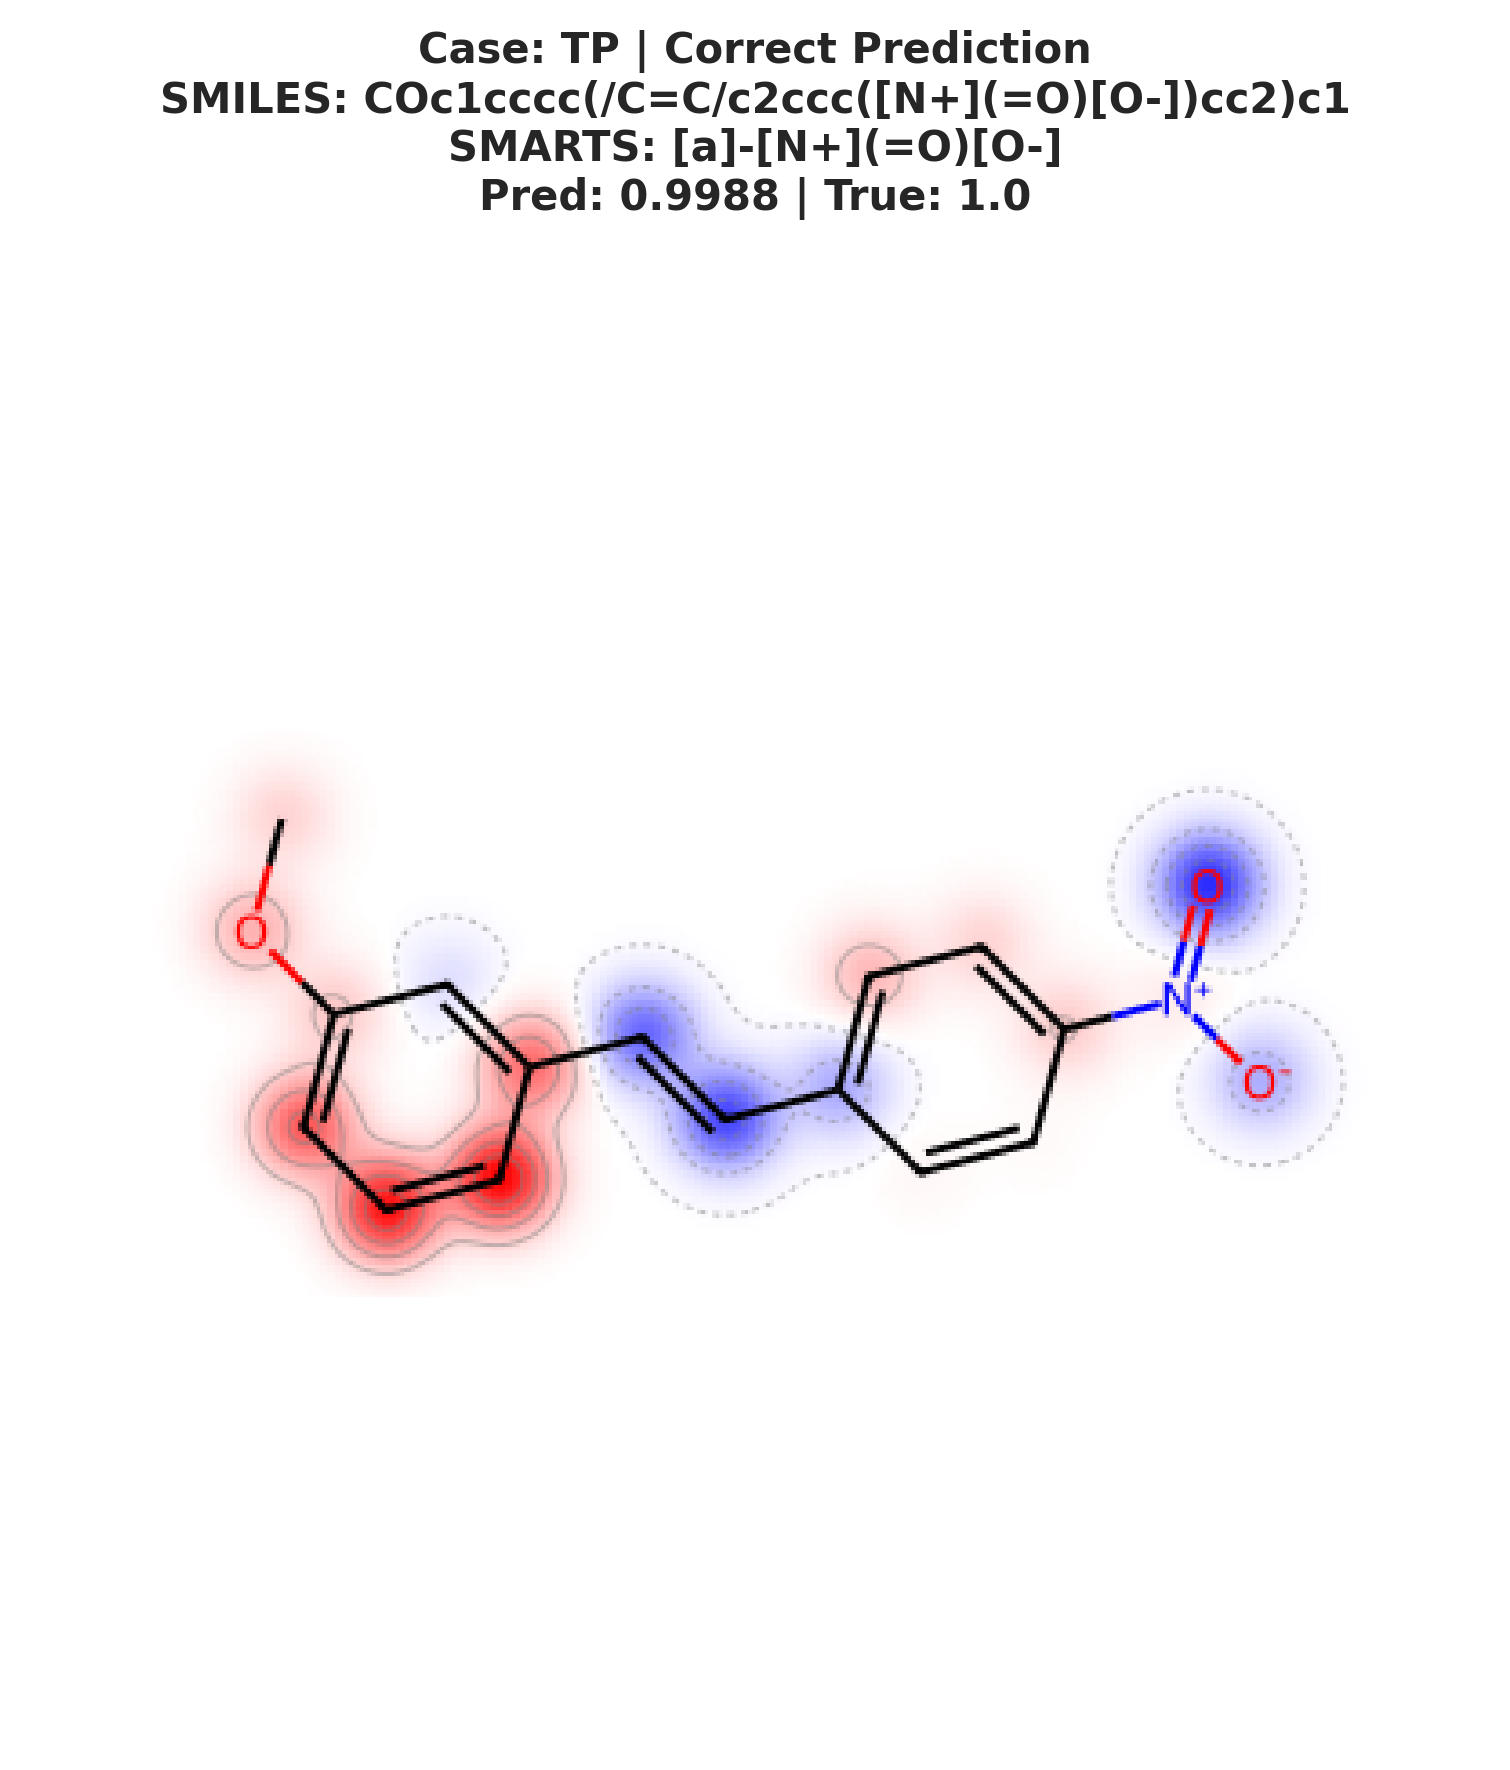 Case: TP | Correct Prediction
SMILES: COc1cccc(/C=C/c2ccc([N+](=O)[O-])cc2)c1
SMARTS: [a]-[N+](=O)[O-]
Pred: 0.9988 | True: 1.0
O
O
N+
O-